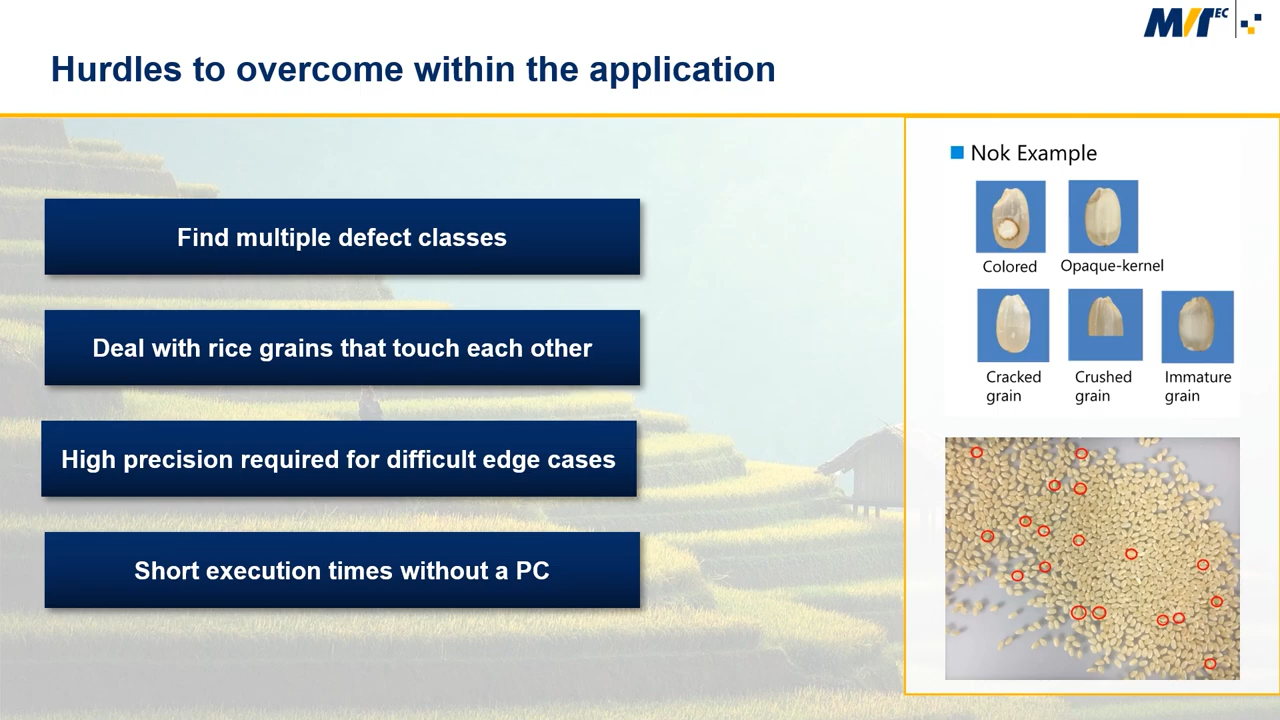 MVTEC
Hurdles to overcome within the application
Find multiple defect classes
Deal with rice grains that touch each other
High precision required for difficult edge cases
Short execution times without a PC
Nok Example
Colored
Opaque-kernel
Cracked
grain
Crushed
grain
Immature
grain